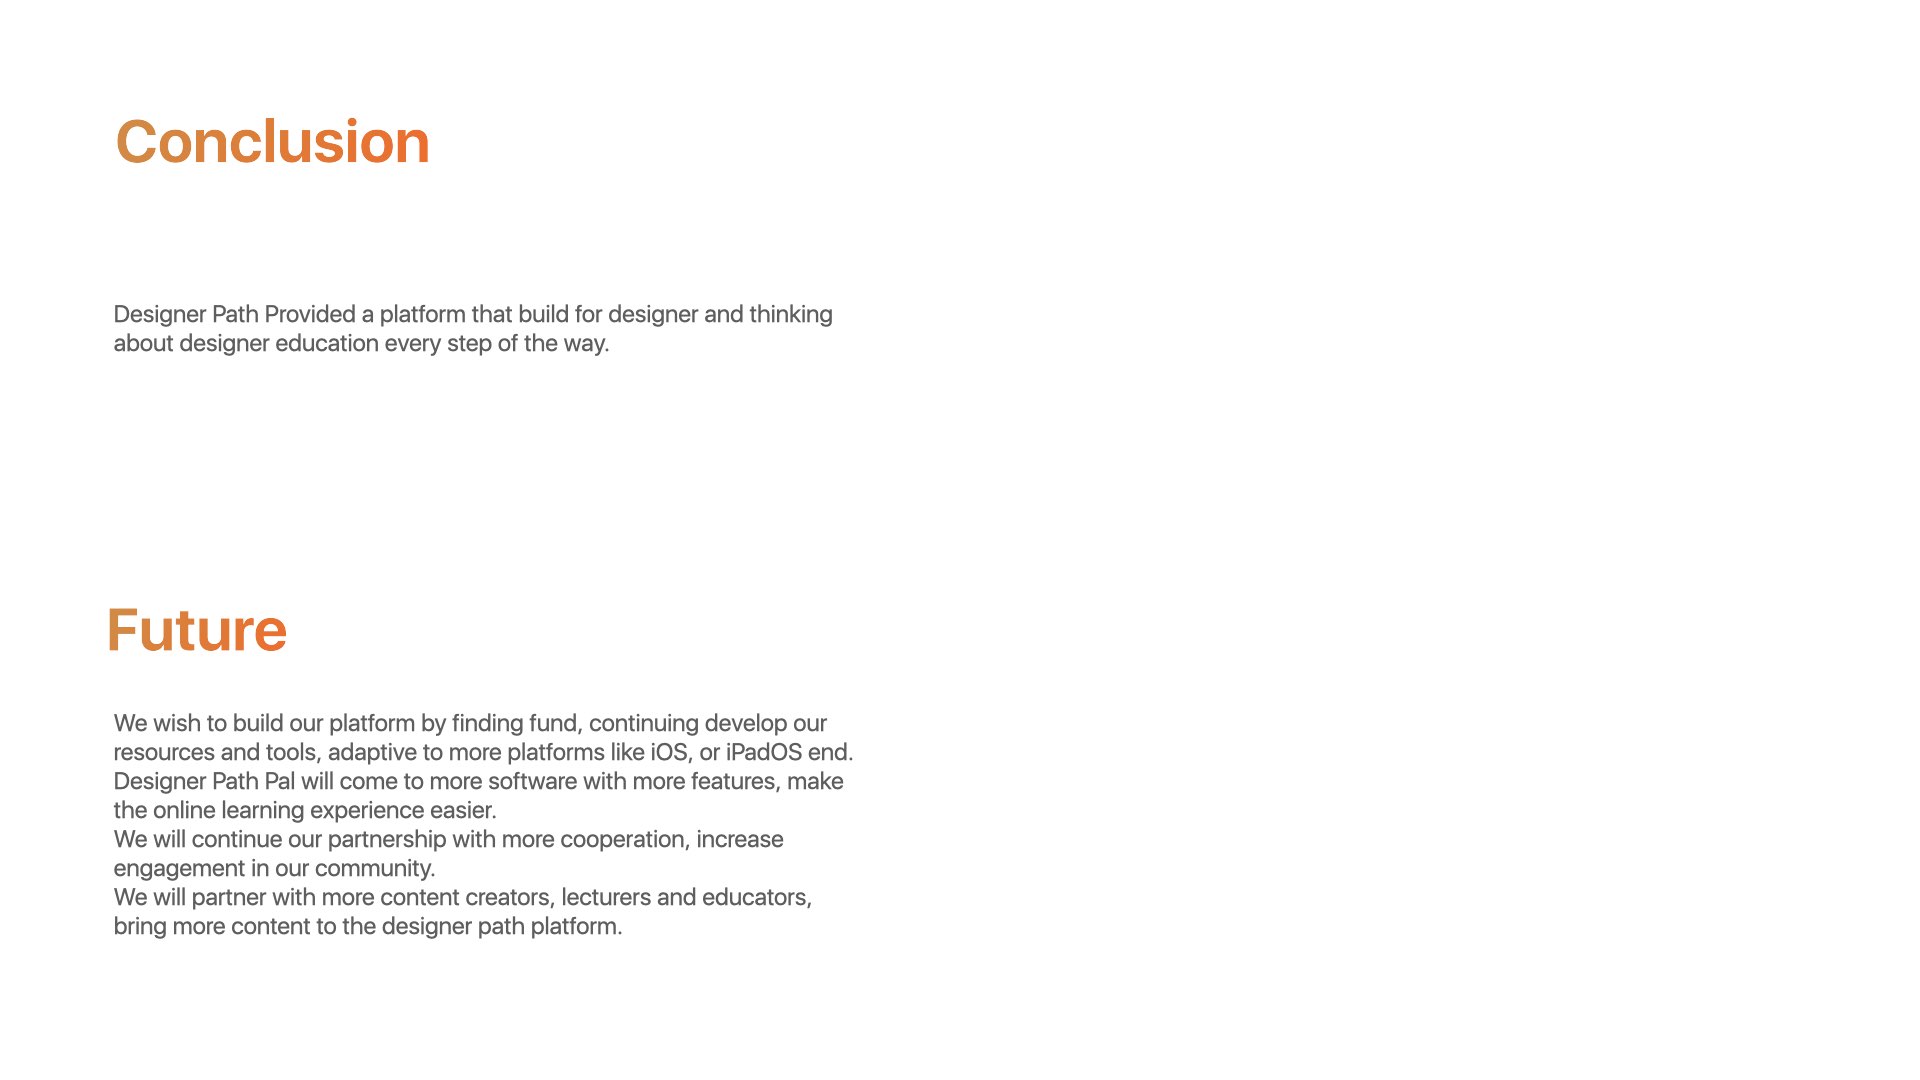 Conclusion
Designer Path Provided a platform that build for designer and thinking
about designer education every step of the way.
Future
We wish to build our platform by finding fund, continuing develop our
resources and tools, adaptive to more platforms like iOS, or iPadOS end.
Designer Path Pal will come to more software with more features, make
the online learning experience easier.
We will continue our partnership with more cooperation, increase
engagement in our community.
We will partner with more content creators, lecturers and educators,
bring more content to the designer path platform.